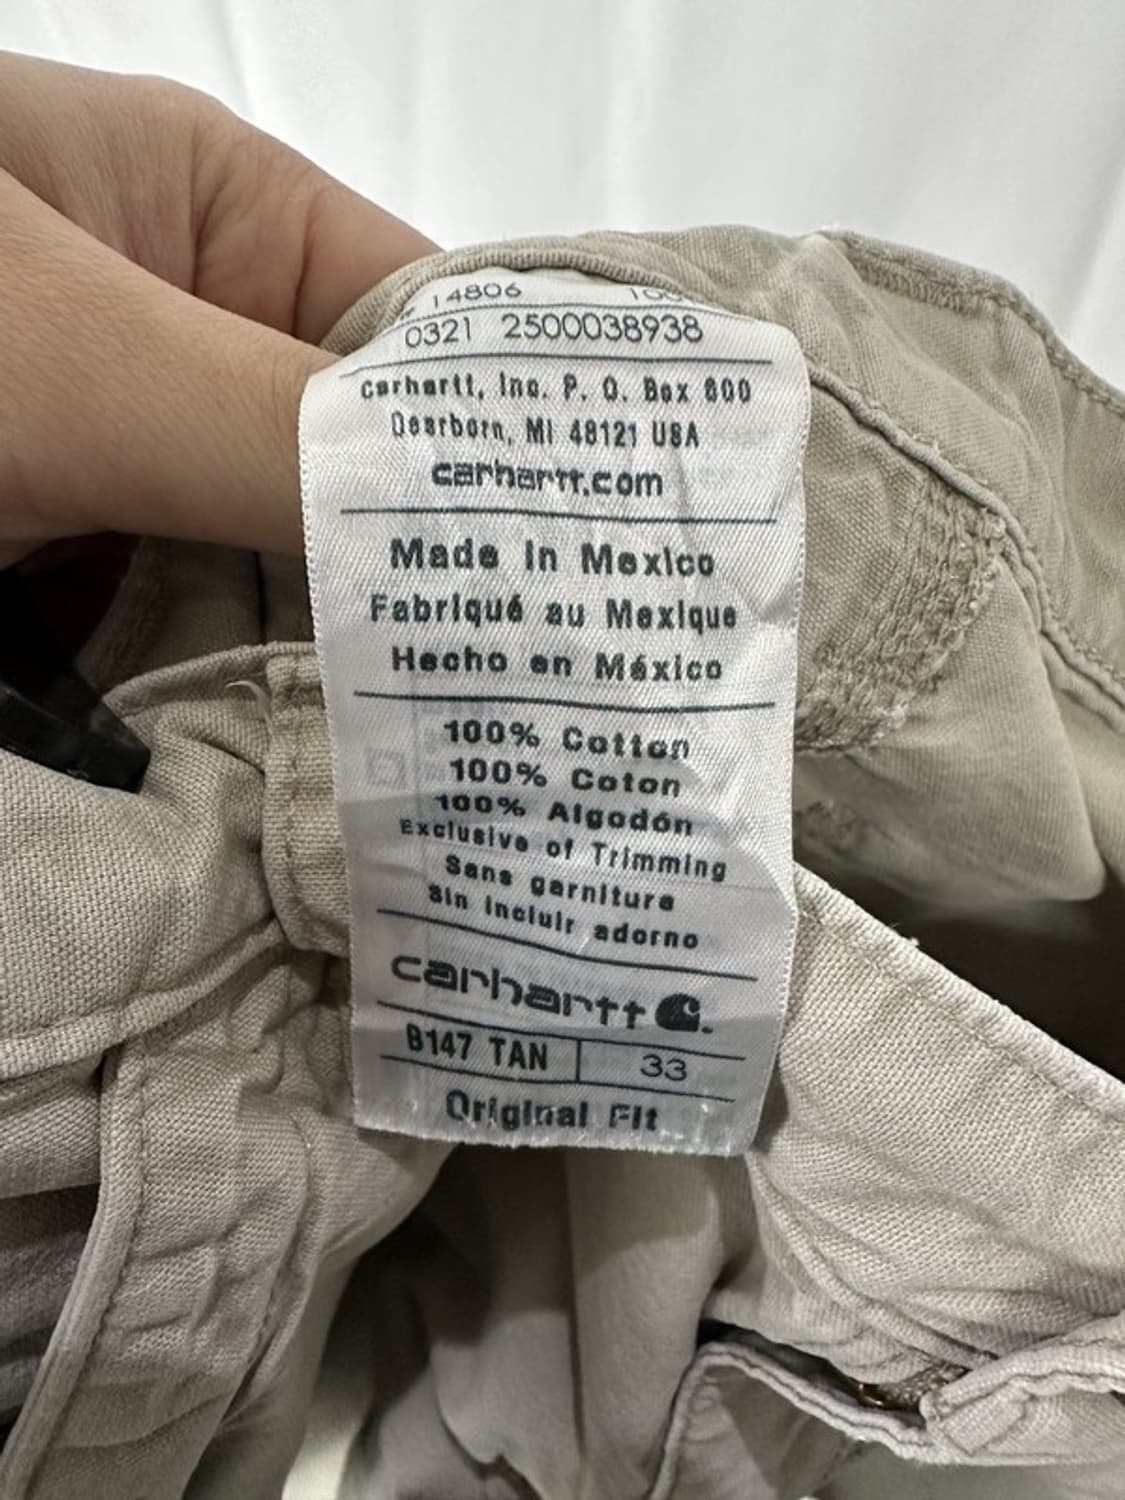 14806
0321 2500038938
Carhartt, Inc. P. O. Box 600
Dearborn, MI 48121 USA
carhartt.com
Made in Mexico
Fabriqué au Mexique
Hecho en México
100% Cotton
100% Coton
100% Algodón
Exclusive of Trimming
Sans garniture
Sin incluir adorno
carhartt
B147 TAN 33
Original Fit